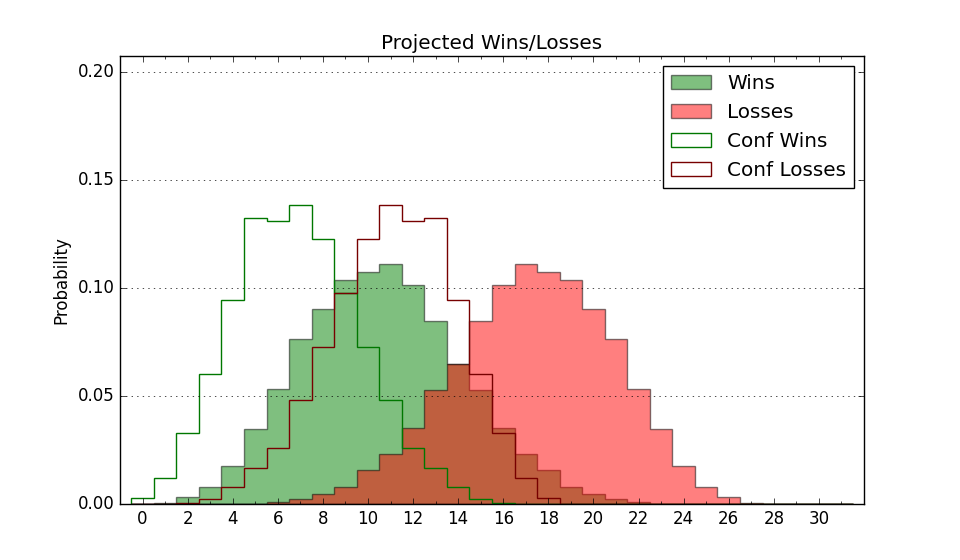 Projected Wins/Losses
0.20
0.15
0.10
0.05
0.00
Probability
Wins
Losses
Conf Wins
Conf Losses
0 2 4 6 8 10 12 14 16 18 20 22 24 26 28 30